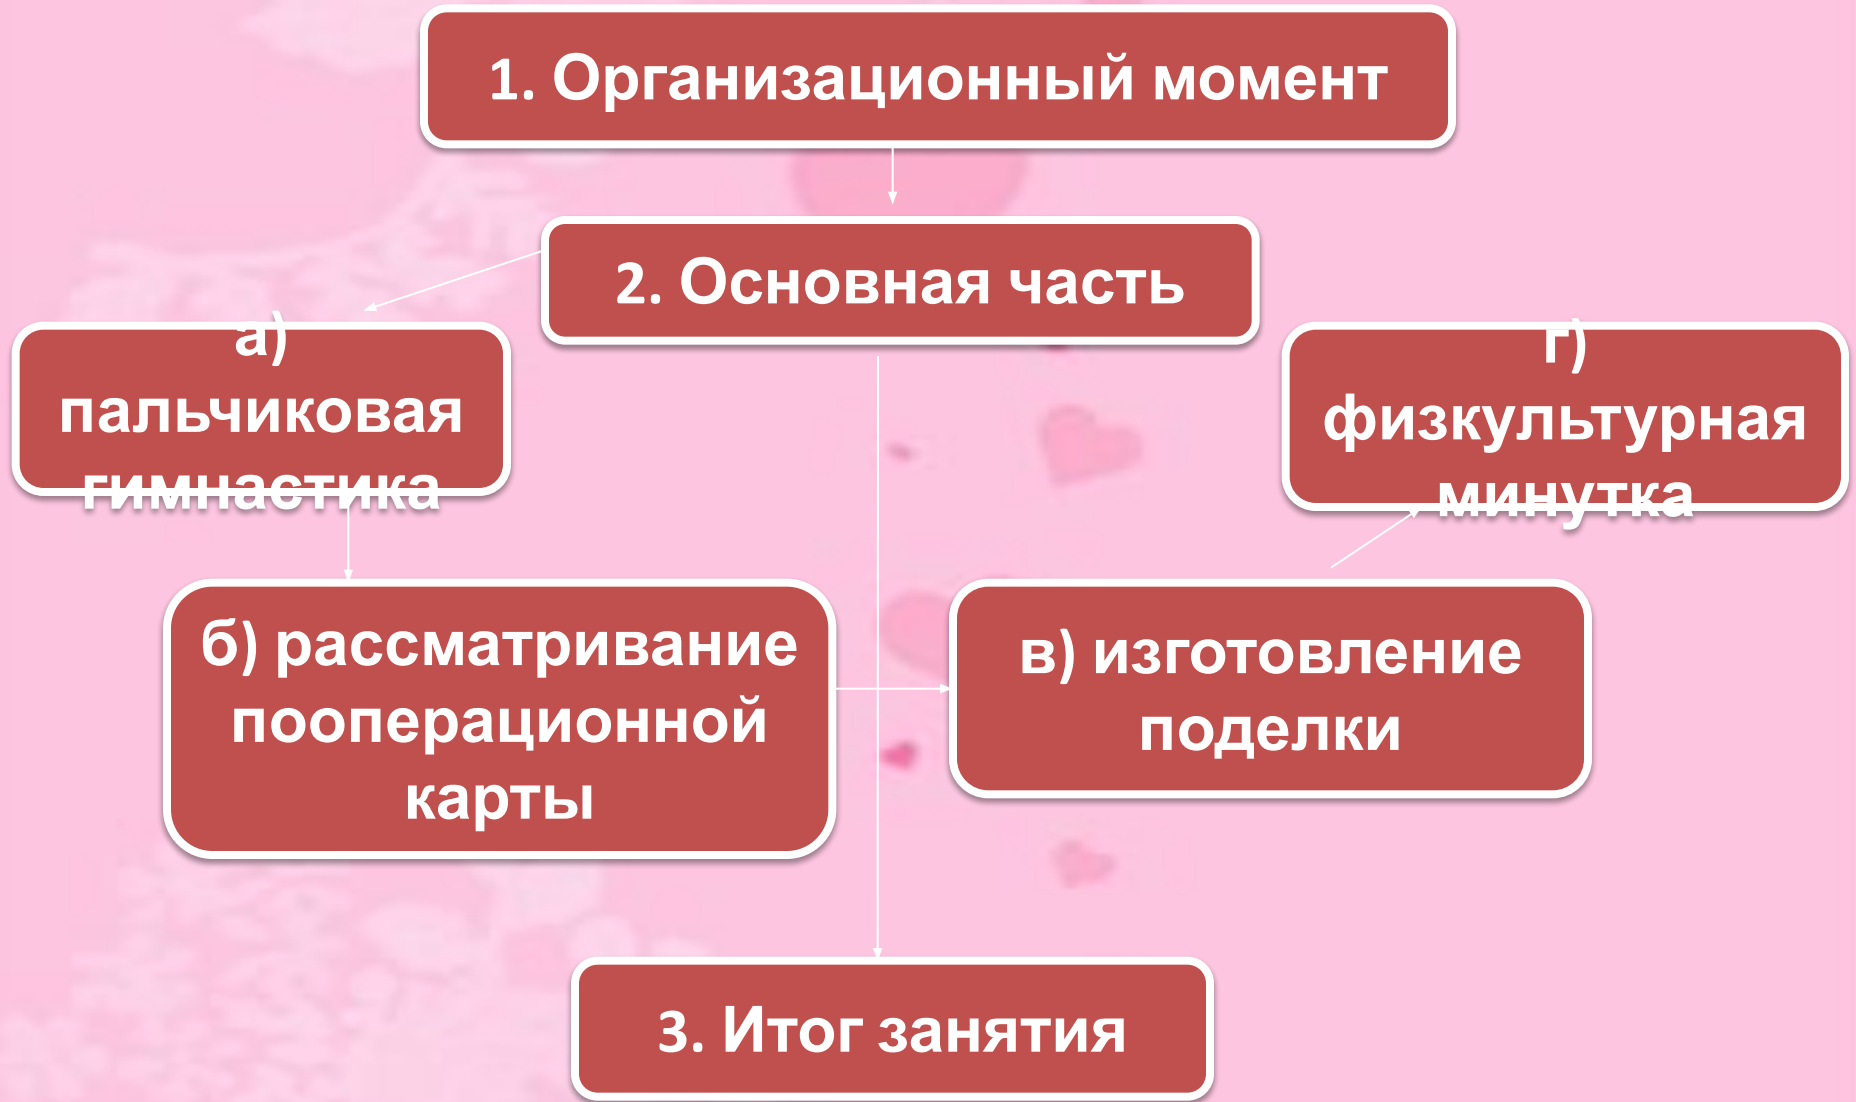 1. Организационный момент
2. Основная часть
а)
пальчиковая
гимнастика
г)
физкультурная
минутка
б) рассматривание
пооперационной
карты
в) изготовление
поделки
3. Итог занятия